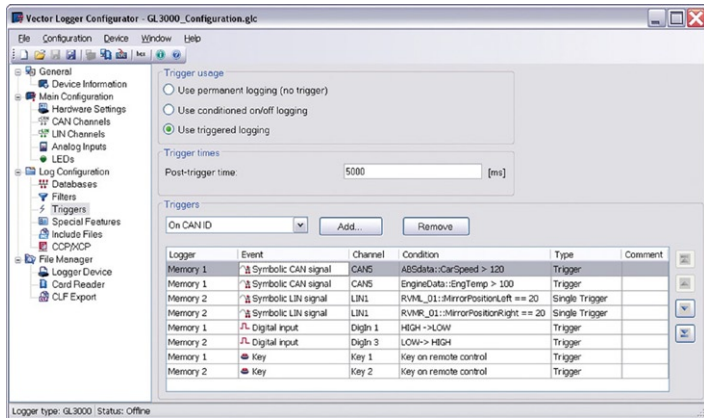 Vector Logger Configurator - GL3000_Configuration.glc
File Configuration Device Window Help
hex
General
Device Information
Main Configuration
Hardware Settings
CAN Channels
LIN Channels
Analog Inputs
LEDs
Log Configuration
Databases
Filters
Triggers
Special Features
Include Files
CCP/XCP
File Manager
Logger Device
Card Reader
CLF Export
Trigger usage
Use permanent logging (no trigger)
Use conditioned on/off logging
Use triggered logging
Trigger times
Post-trigger time: 5000 [ms]
Triggers
On CAN ID Add... Remove
Logger Event Channel Condition Type Comment
Memory 1 Symbolic CAN signal CAN5 ABSdata::CarSpeed > 120 Trigger
Memory 1 Symbolic CAN signal CAN5 EngineData::EngTemp > 100 Trigger
Memory 2 Symbolic LIN signal LIN1 RVML_01::MirrorPositionLeft == 20 Single Trigger
Memory 2 Symbolic LIN signal LIN1 RVMR_01::MirrorPositionRight == 20 Single Trigger
Memory 1 Digital input DigIn 1 HIGH ->LOW Trigger
Memory 2 Digital input DigIn 3 LOW-> HIGH Trigger
Memory 1 Key Key 1 Key on remote control Trigger
Memory 2 Key Key 2 Key on remote control Trigger
Logger type: GL3000 Status: Offline